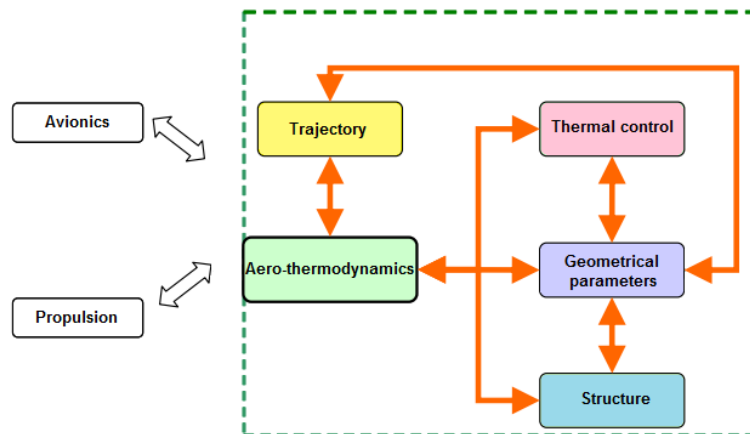 Avionics
Trajectory
Thermal control
Aero-thermodynamics
Geometrical
parameters
Propulsion
Structure